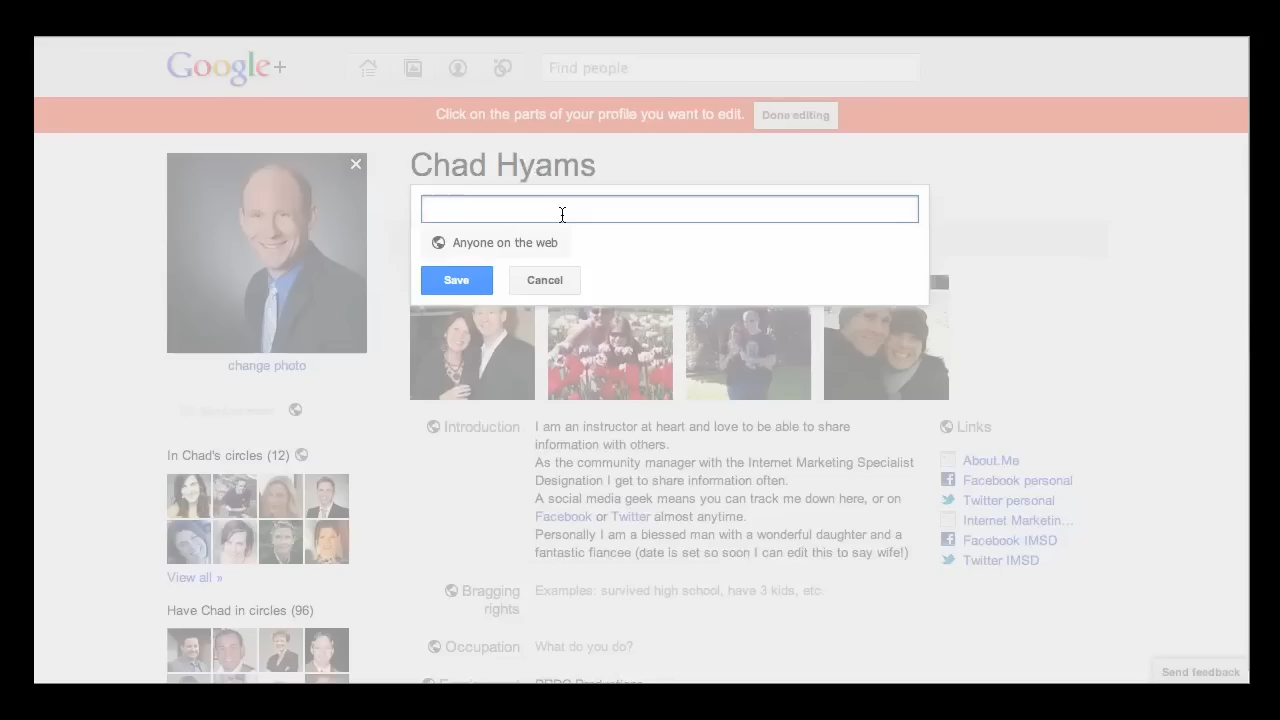 Google+
Find people
Click on the parts of your profile you want to edit. Done editing
Chad Hyams
Anyone on the web
Save Cancel
change photo
In Chad's circles (12)
View all »
Have Chad in circles (96)
Introduction
I am an instructor at heart and love to be able to share
information with others.
As the community manager with the Internet Marketing Specialist
Designation I get to share information often.
A social media geek means you can track me down here, or on
Facebook or Twitter almost anytime.
Personally I am a blessed man with a wonderful daughter and a
fantastic fiancee (date is set so soon I can edit this to say wife!)
Bragging
rights
Examples: survived high school, have 3 kids, etc.
Occupation
What do you do?
Links
About.Me
Facebook personal
Twitter personal
Internet Marketin...
Facebook IMSD
Twitter IMSD
Send feedback